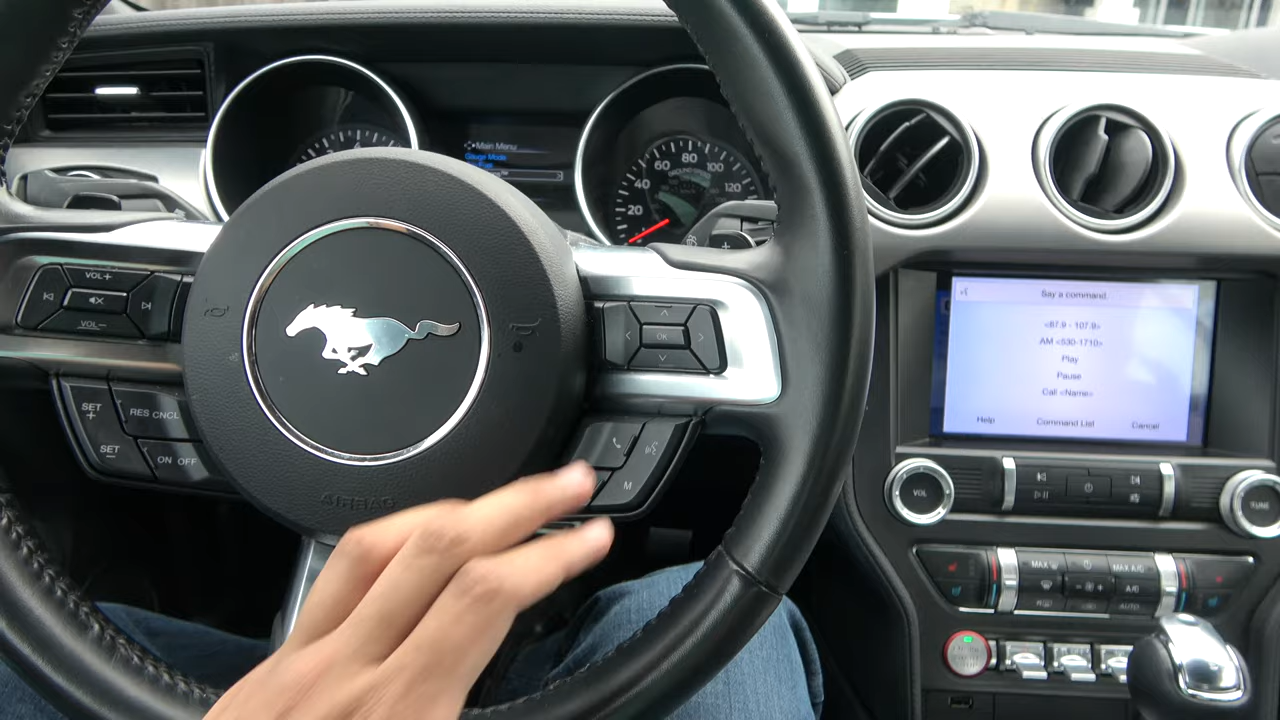 Main Menu
Gauge Mode
20
40
60
80
100
120
VOL+
VOL-
SET
+
SET
-
RES CNCL
ON OFF
OK
M
AIRBAG
+
Say a command.
<87.9 - 107.9>
AM <530-1710>
Play
Pause
Call <Name>
Help
Command List
Cancel
VOL
TUNE
MAX
MAX A/C
A/C
AUTO